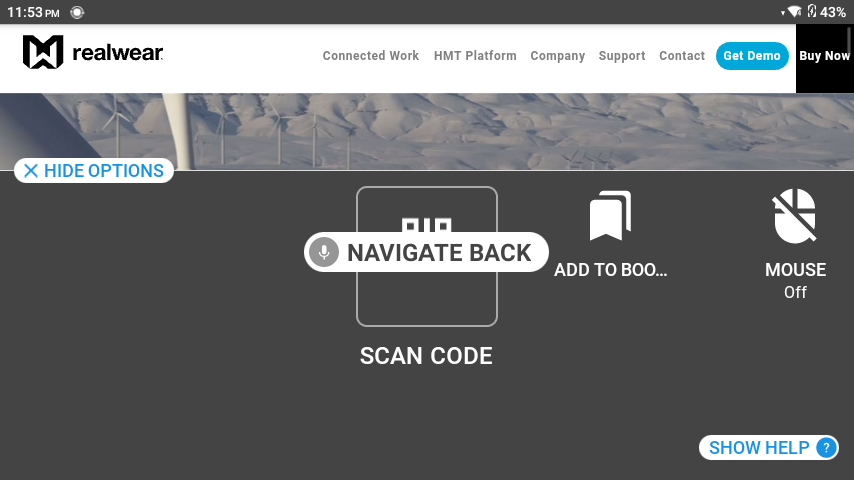 11:53 PM
43%
realwear
Connected Work HMT Platform Company Support Contact Get Demo Buy Now
HIDE OPTIONS
NAVIGATE BACK
SCAN CODE
ADD TO BOO...
MOUSE
Off
SHOW HELP ?